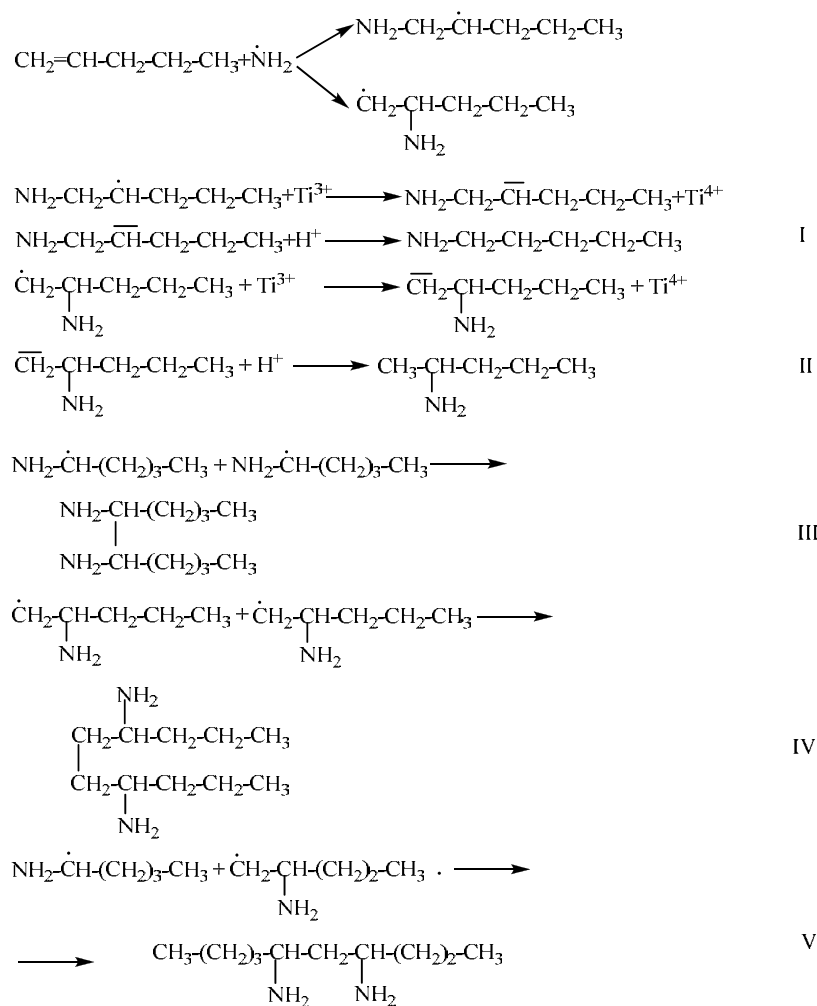 NH₂-CH₂-ĊH-CH₂-CH₂-CH₃
CH₂=CH-CH₂-CH₂-CH₃+ṄH₂
ĊH₂-CH-CH₂-CH₂-CH₃
NH₂
NH₂-CH₂-ĊH-CH₂-CH₂-CH₃+Ti³⁺ → NH₂-CH₂-C̅H-CH₂-CH₂-CH₃+Ti⁴⁺
NH₂-CH₂-C̅H-CH₂-CH₂-CH₃+H⁺ → NH₂-CH₂-CH₂-CH₂-CH₂-CH₃ I
ĊH₂-CH-CH₂-CH₂-CH₃ + Ti³⁺ → C̅H₂-CH-CH₂-CH₂-CH₃ + Ti⁴⁺
NH₂ NH₂
C̅H₂-CH-CH₂-CH₂-CH₃ + H⁺ → CH₃-CH-CH₂-CH₂-CH₃ II
NH₂ NH₂
NH₂-ĊH-(CH₂)₃-CH₃ + NH₂-ĊH-(CH₂)₃-CH₃ →
NH₂-CH-(CH₂)₃-CH₃
NH₂-CH-(CH₂)₃-CH₃ III
ĊH₂-CH-CH₂-CH₂-CH₃ + ĊH₂-CH-CH₂-CH₂-CH₃ →
NH₂ NH₂
NH₂
CH₂-CH-CH₂-CH₂-CH₃ IV
CH₂-CH-CH₂-CH₂-CH₃
NH₂
NH₂-ĊH-(CH₂)₃-CH₃ + ĊH₂-CH-(CH₂)₂-CH₃ . →
NH₂
→ CH₃-(CH₂)₃-CH-CH₂-CH-(CH₂)₂-CH₃ V
NH₂ NH₂